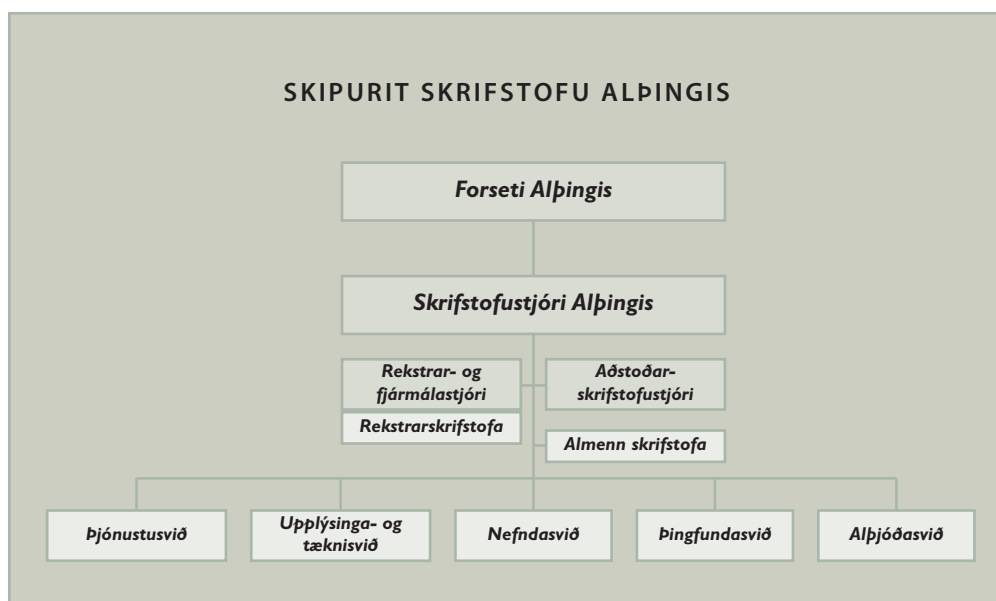 SKIPURIT SKRIFSTOFU ALÞINGIS
Forseti Alþingis
Skrifstofustjóri Alþingis
Rekstrar- og
fjármálastjóri
Aðstoðar-
skrifstofustjóri
Rekstrarskrifstofa
Almenn skrifstofa
Þjónustusvið
Upplýsinga- og
tæknisvið
Nefndasvið
Þingfundasvið
Alþjóðasvið